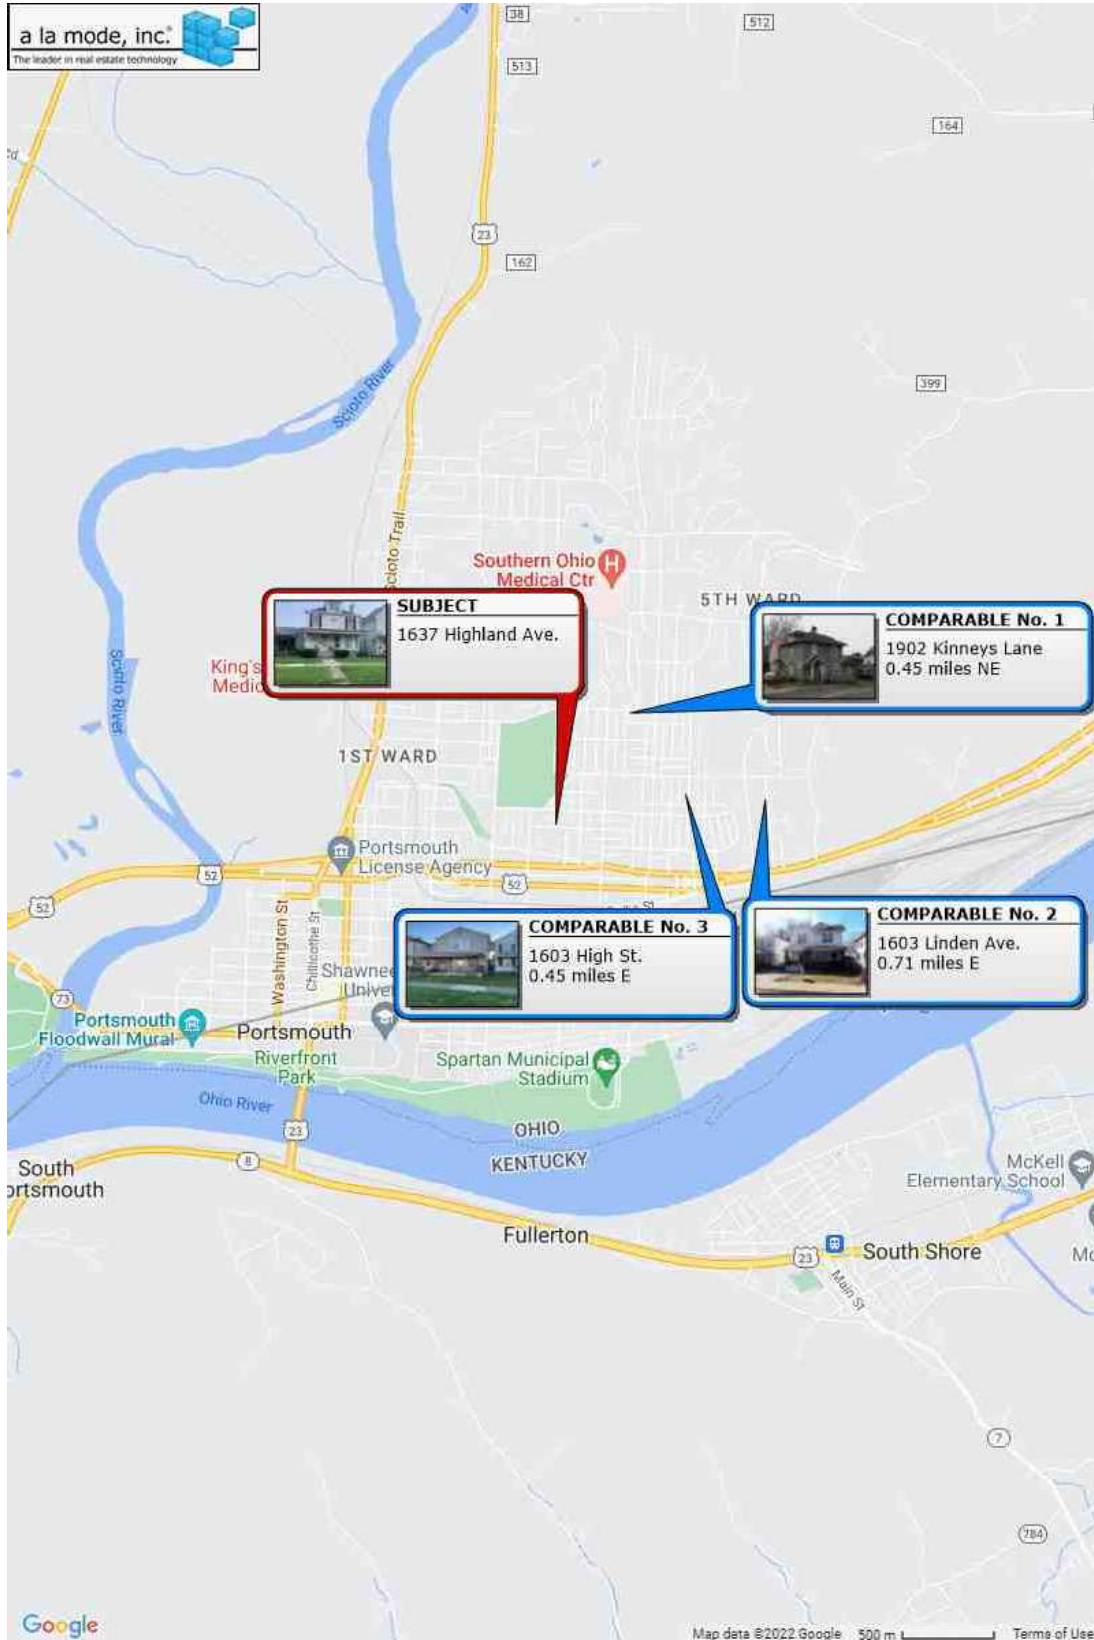 a la mode, inc.®
The leader in real estate technology
38
512
513
164
23
162
Scioto River
399
Scioto Trail
Southern Ohio
Medical Ctr
5TH WARD
SUBJECT
1637 Highland Ave.
COMPARABLE No. 1
1902 Kinneys Lane
0.45 miles NE
King's
Medic
Scioto River
1ST WARD
Portsmouth
License Agency
52
52
52
Washington St
Chillicothe St
COMPARABLE No. 3
1603 High St.
0.45 miles E
COMPARABLE No. 2
1603 Linden Ave.
0.71 miles E
Shawnee
Unive
73
Portsmouth
Floodwall Mural
Portsmouth
Riverfront
Park
Spartan Municipal
Stadium
Ohio River
23
OHIO
KENTUCKY
8
South
ortsmouth
McKell
Elementary School
Fullerton
23
South Shore
Mc
Main St
7
784
Google
Map data ©2022 Google 500 m Terms of Use